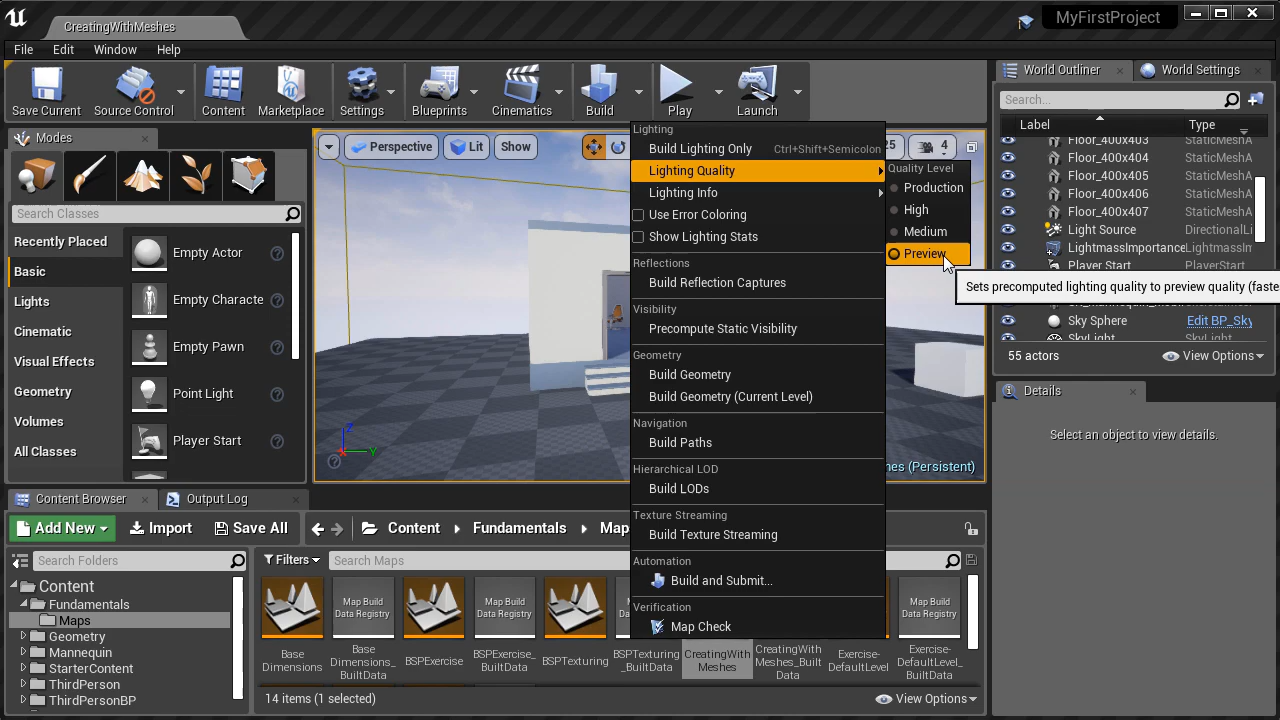 CreatingWithMeshes
MyFirstProject
File Edit Window Help
Save Current Source Control Content Marketplace Settings Blueprints Cinematics Build Play Launch
World Outliner World Settings
Search...
Label Type
Floor_400x403 StaticMeshA
Floor_400x404 StaticMeshA
Floor_400x405 StaticMeshA
Floor_400x406 StaticMeshA
Floor_400x407 StaticMeshA
Light Source DirectionalLi
LightmassImportance LightmassIm
Player Start
Sky Sphere Edit BP_Sky
SkyLight SkyLight
55 actors View Options
Details
Select an object to view details.
Modes
Search Classes
Recently Placed
Basic
Lights
Cinematic
Visual Effects
Geometry
Volumes
All Classes
Empty Actor
Empty Characte
Empty Pawn
Point Light
Player Start
Perspective Lit Show
25 4
Z
X Y
hes (Persistent)
Lighting
Build Lighting Only Ctrl+Shift+Semicolon
Lighting Quality
Lighting Info
Use Error Coloring
Show Lighting Stats
Reflections
Build Reflection Captures
Visibility
Precompute Static Visibility
Geometry
Build Geometry
Build Geometry (Current Level)
Navigation
Build Paths
Hierarchical LOD
Build LODs
Texture Streaming
Build Texture Streaming
Automation
Build and Submit...
Verification
Map Check
Quality Level
Production
High
Medium
Preview
Sets precomputed lighting quality to preview quality (faste
Content Browser Output Log
Add New Import Save All Content Fundamentals Map
Search Folders
Content
Fundamentals
Maps
Geometry
Mannequin
StarterContent
ThirdPerson
ThirdPersonBP
Filters Search Maps
Map Build
Data Registry
Map Build
Data Registry
Map Build
Data Registry
Base
Dimensions
Base
Dimensions_
BuiltData
BSPExercise
BSPExercise
_BuiltData
BSPTexturing
BSPTexturing
_BuiltData
CreatingWith
Meshes
CreatingWith
Meshes_Built
Data
Exercise-
DefaultLevel
Exercise-
DefaultLevel_
BuiltData
14 items (1 selected)
View Options